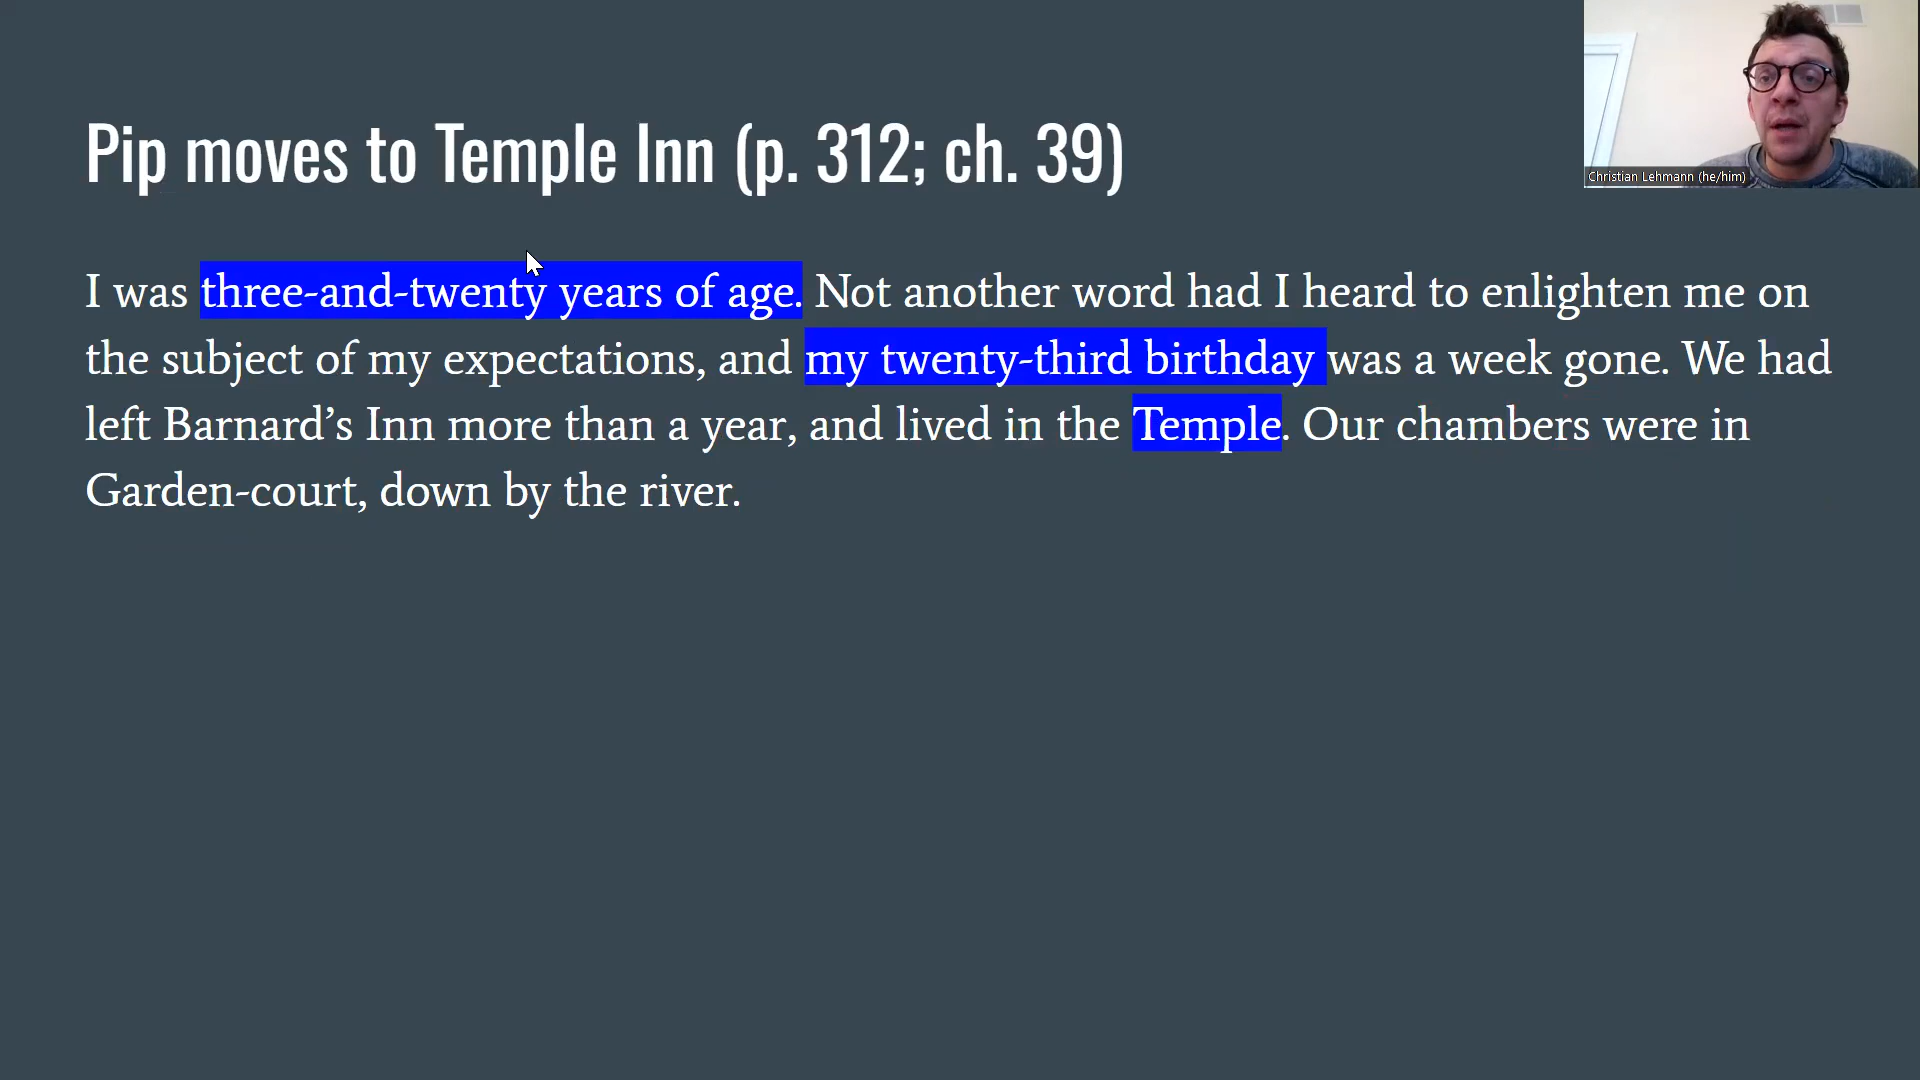 Pip moves to Temple Inn (p. 312; ch. 39)
Christian Lehmann (he/him)
I was three-and-twenty years of age. Not another word had I heard to enlighten me on
the subject of my expectations, and my twenty-third birthday was a week gone. We had
left Barnard’s Inn more than a year, and lived in the Temple. Our chambers were in
Garden-court, down by the river.